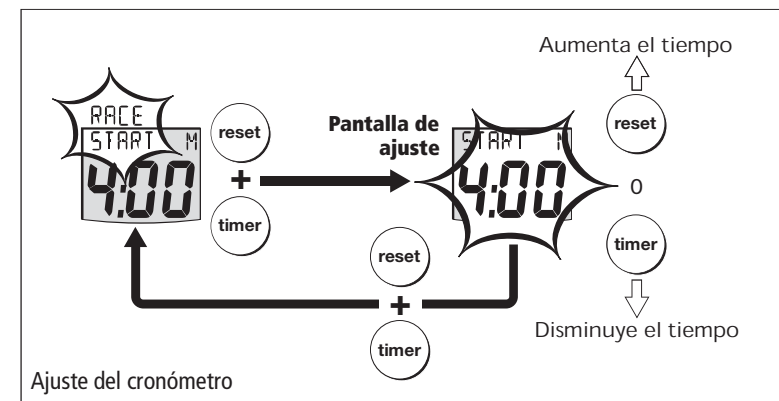 Aumenta el tiempo
RACE
START M
4:00
reset
+
timer
Pantalla de
ajuste
START M
4:00
reset
0
timer
Disminuye el tiempo
reset
+
timer
Ajuste del cronómetro